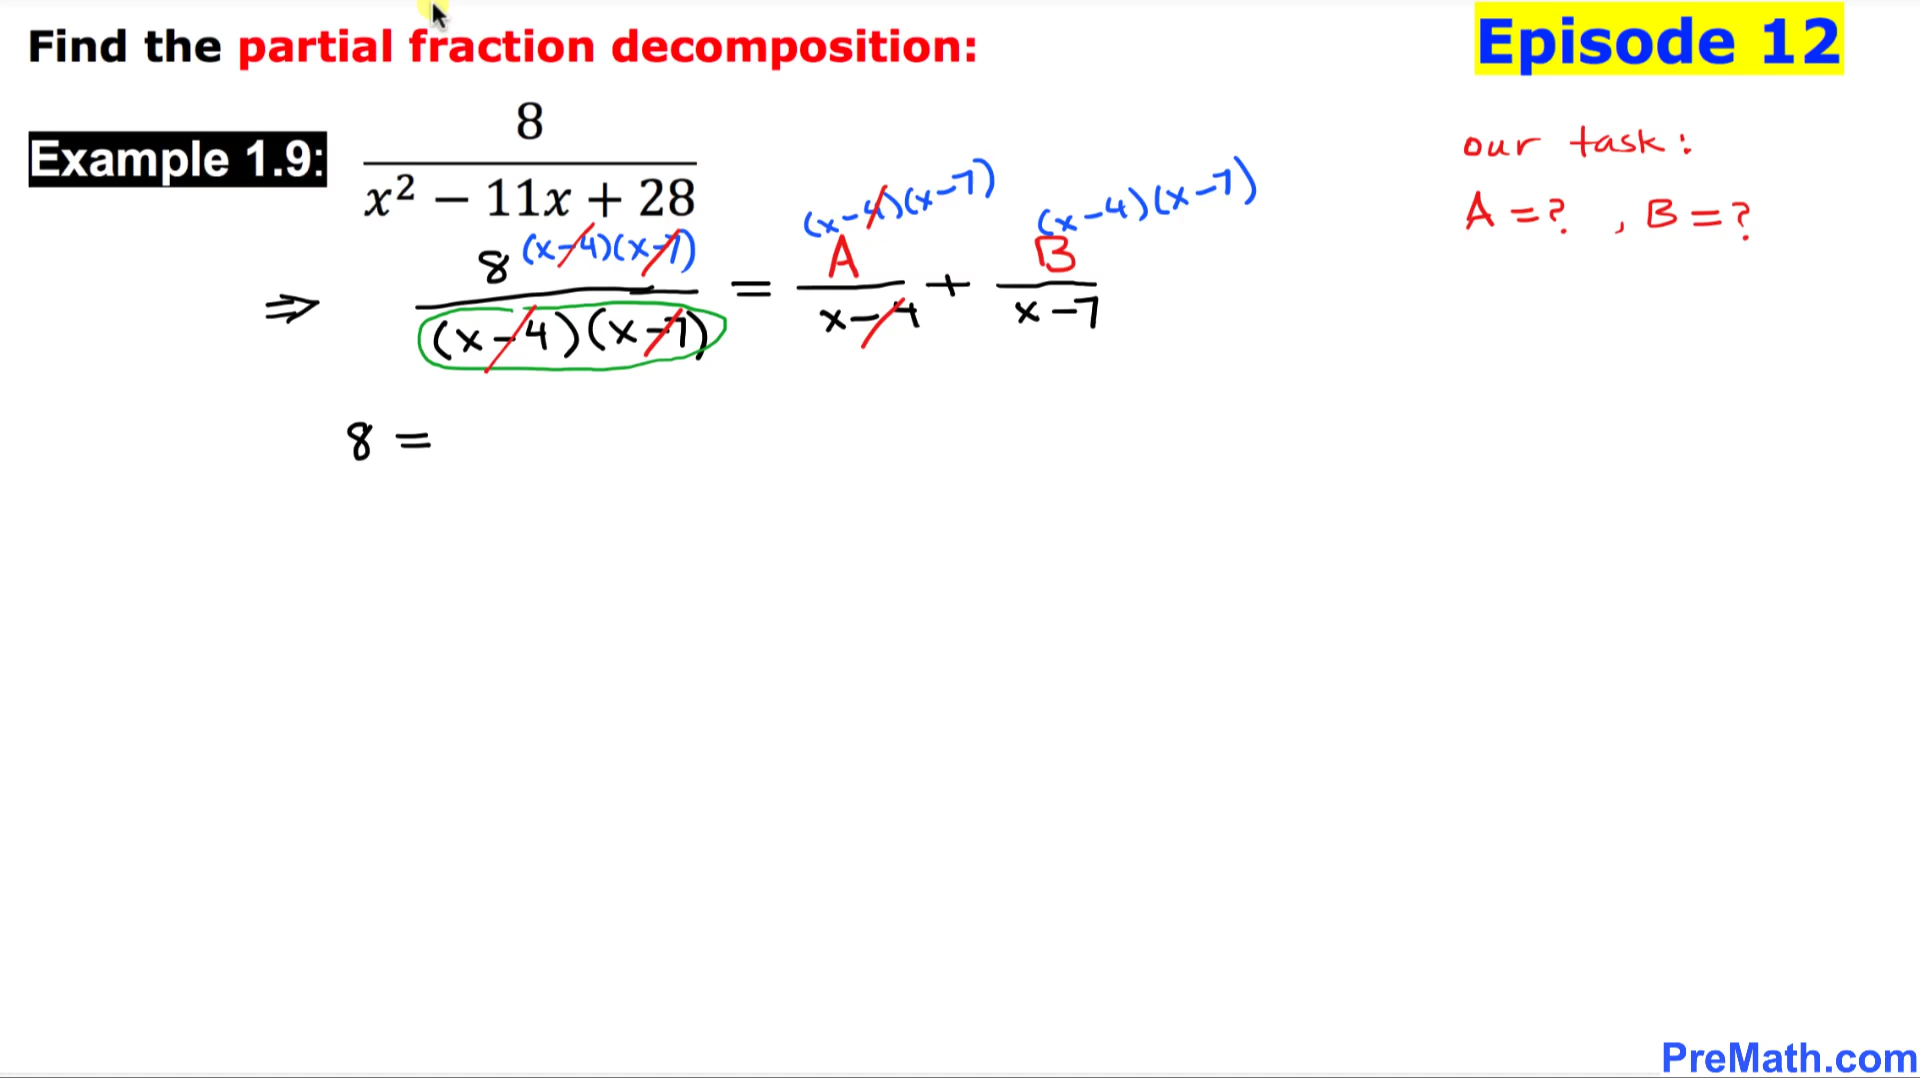 Find the partial fraction decomposition:
Episode 12
Example 1.9:
8
x² − 11x + 28
our task:
A = ? , B = ?
8 (x-4)(x-7)
(x-4)(x-7) A
(x-4)(x-7) B
⇒ = +
(x-4)(x-7)
x-4
x-7
8 =
PreMath.com